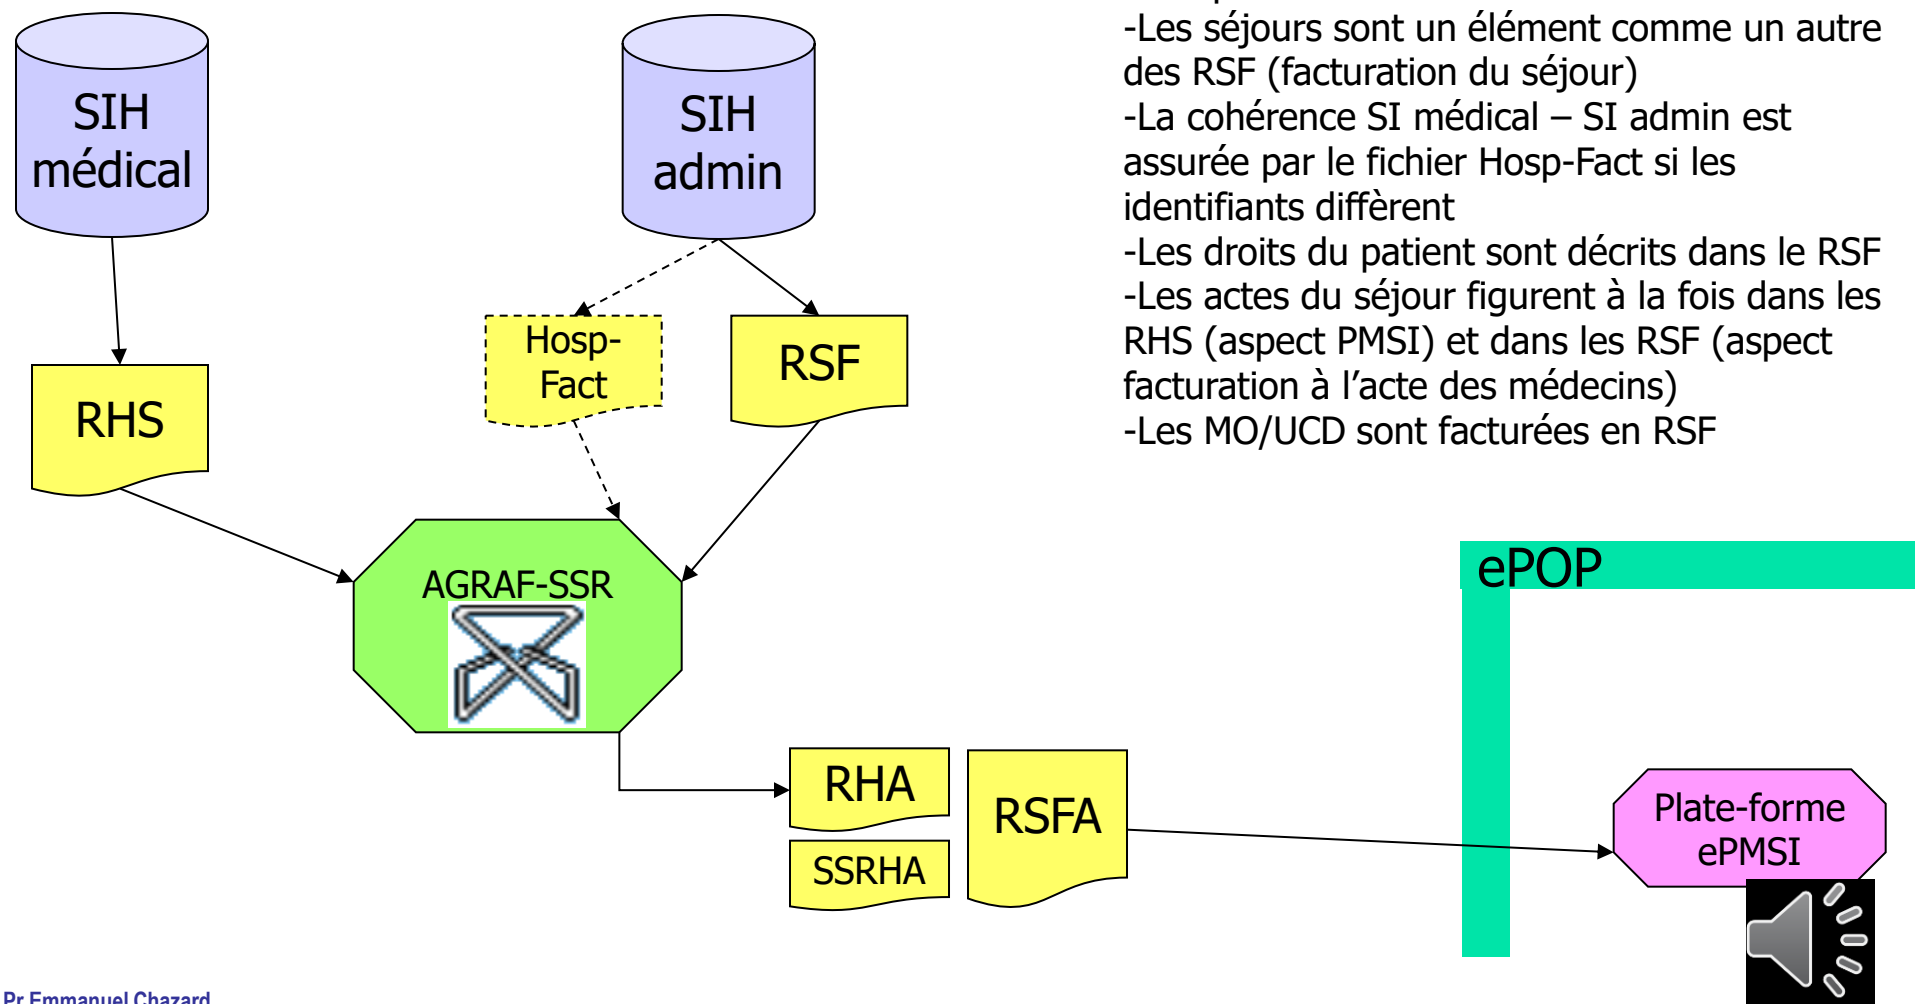 -Les séjours sont un élément comme un autre
des RSF (facturation du séjour)
-La cohérence SI médical – SI admin est
assurée par le fichier Hosp-Fact si les
identifiants diffèrent
-Les droits du patient sont décrits dans le RSF
-Les actes du séjour figurent à la fois dans les
RHS (aspect PMSI) et dans les RSF (aspect
facturation à l’acte des médecins)
-Les MO/UCD sont facturées en RSF
SIH
médical
SIH
admin
Hosp-
Fact
RSF
RHS
AGRAF-SSR
ePOP
RHA
SSRHA
RSFA
Plate-forme
ePMSI
Pr Emmanuel Chazard